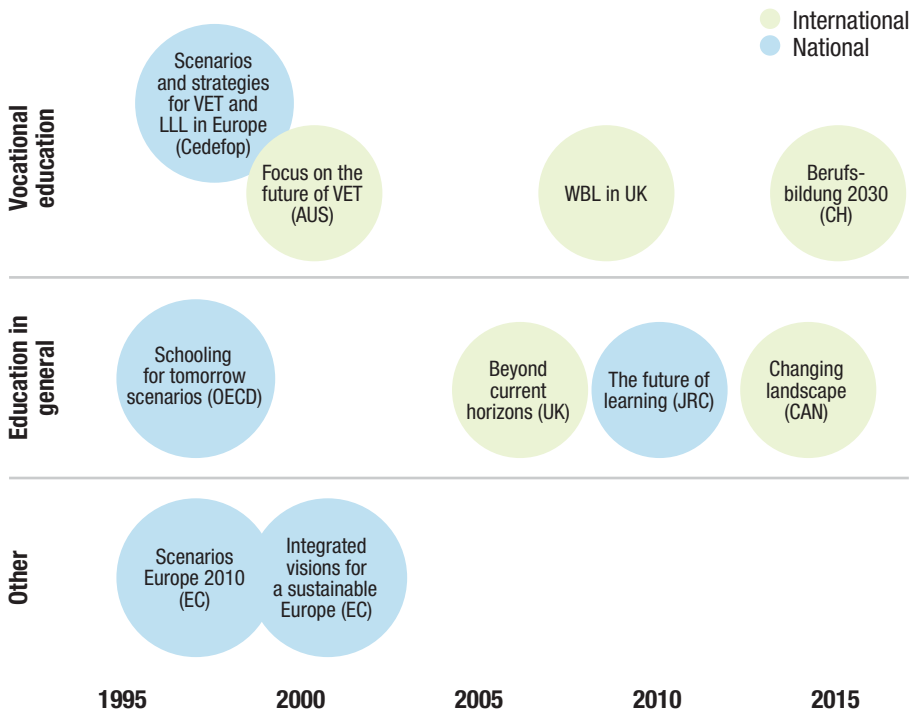 International
National
Vocational
education
Scenarios
and strategies
for VET and
LLL in Europe
(Cedefop)
Focus on the
future of VET
(AUS)
WBL in UK
Berufs-
bildung 2030
(CH)
Education in
general
Schooling
for tomorrow
scenarios (OECD)
Beyond
current
horizons (UK)
The future of
learning (JRC)
Changing
landscape
(CAN)
Other
Scenarios
Europe 2010
(EC)
Integrated
visions for
a sustainable
Europe (EC)
1995
2000
2005
2010
2015